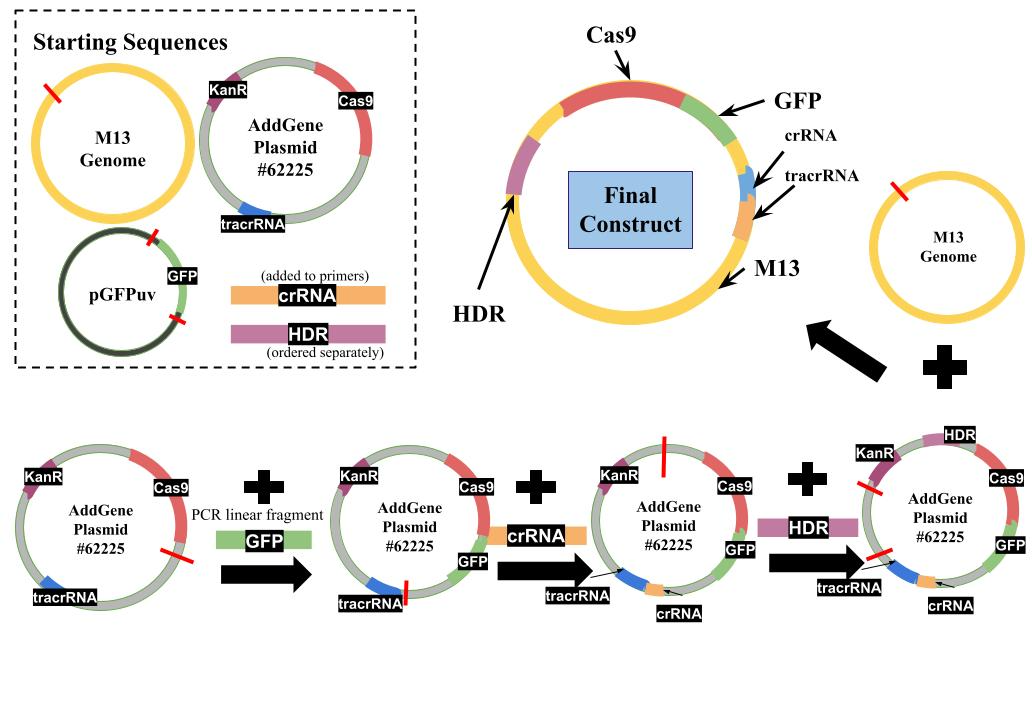 Starting Sequences
M13
Genome
KanR
Cas9
AddGene
Plasmid
#62225
tracrRNA
pGFPuv
GFP
(added to primers)
crRNA
HDR
(ordered separately)
Cas9
GFP
crRNA
tracrRNA
Final
Construct
M13
HDR
M13
Genome
KanR
Cas9
AddGene
Plasmid
#62225
tracrRNA
PCR linear fragment
GFP
KanR
Cas9
AddGene
Plasmid
#62225
GFP
tracrRNA
crRNA
KanR
Cas9
AddGene
Plasmid
#62225
GFP
tracrRNA
crRNA
HDR
HDR
KanR
Cas9
AddGene
Plasmid
#62225
GFP
tracrRNA
crRNA